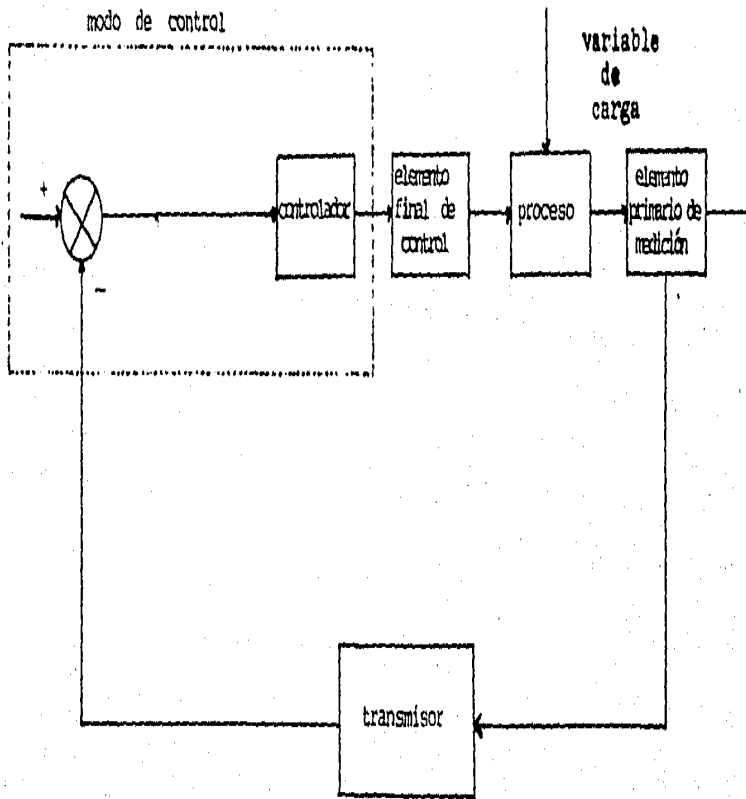 modo de control
variable
de
carga
+
controlador
elemento
final de
control
proceso
elemento
primario de
medición
−
transmisor